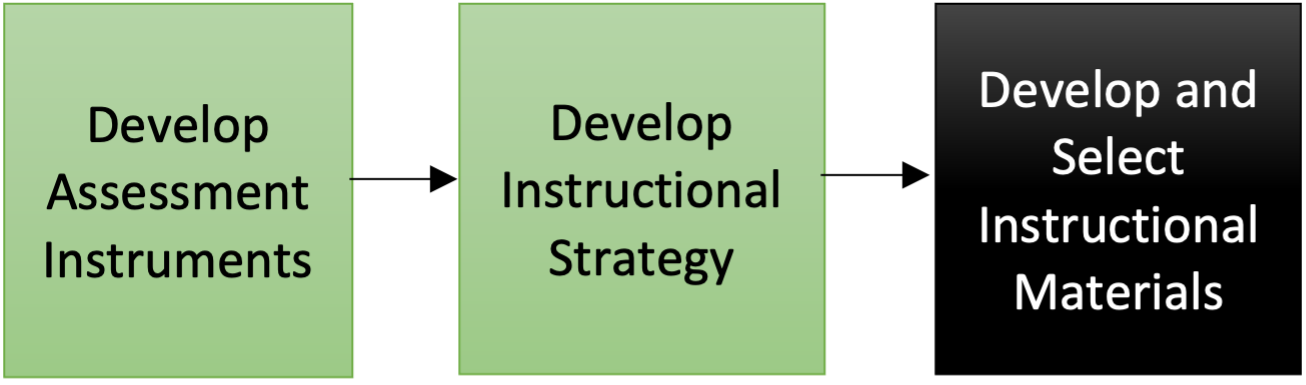 Develop
Assessment
Instruments
Develop
Instructional
Strategy
Develop and
Select
Instructional
Materials